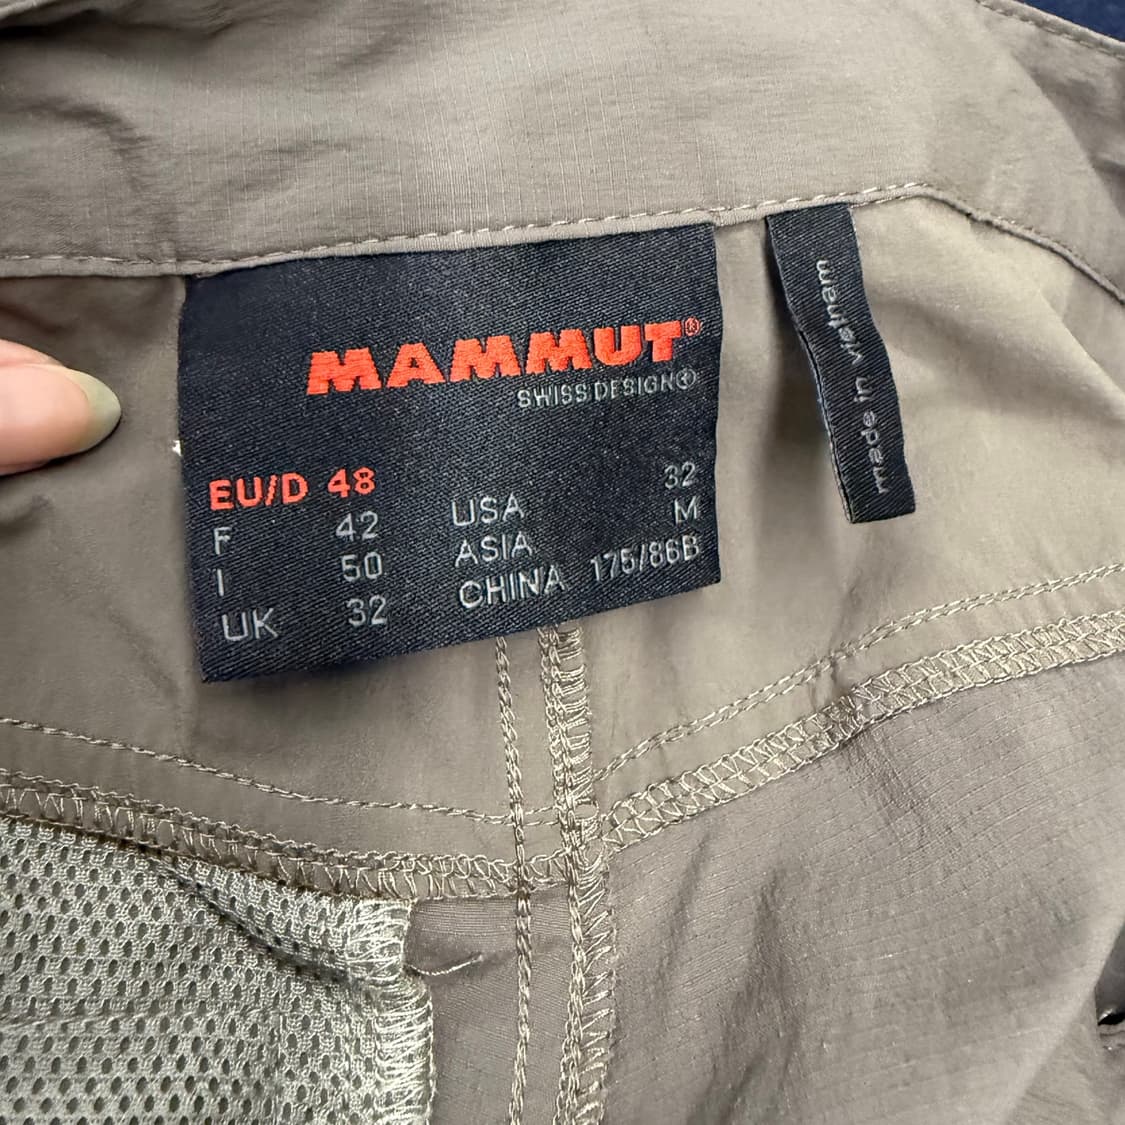 MAMMUT®
SWISS DESIGN
EU/D 48
F 42
I 50
UK 32
USA 32
ASIA M
CHINA 175/86B
made in vietnam